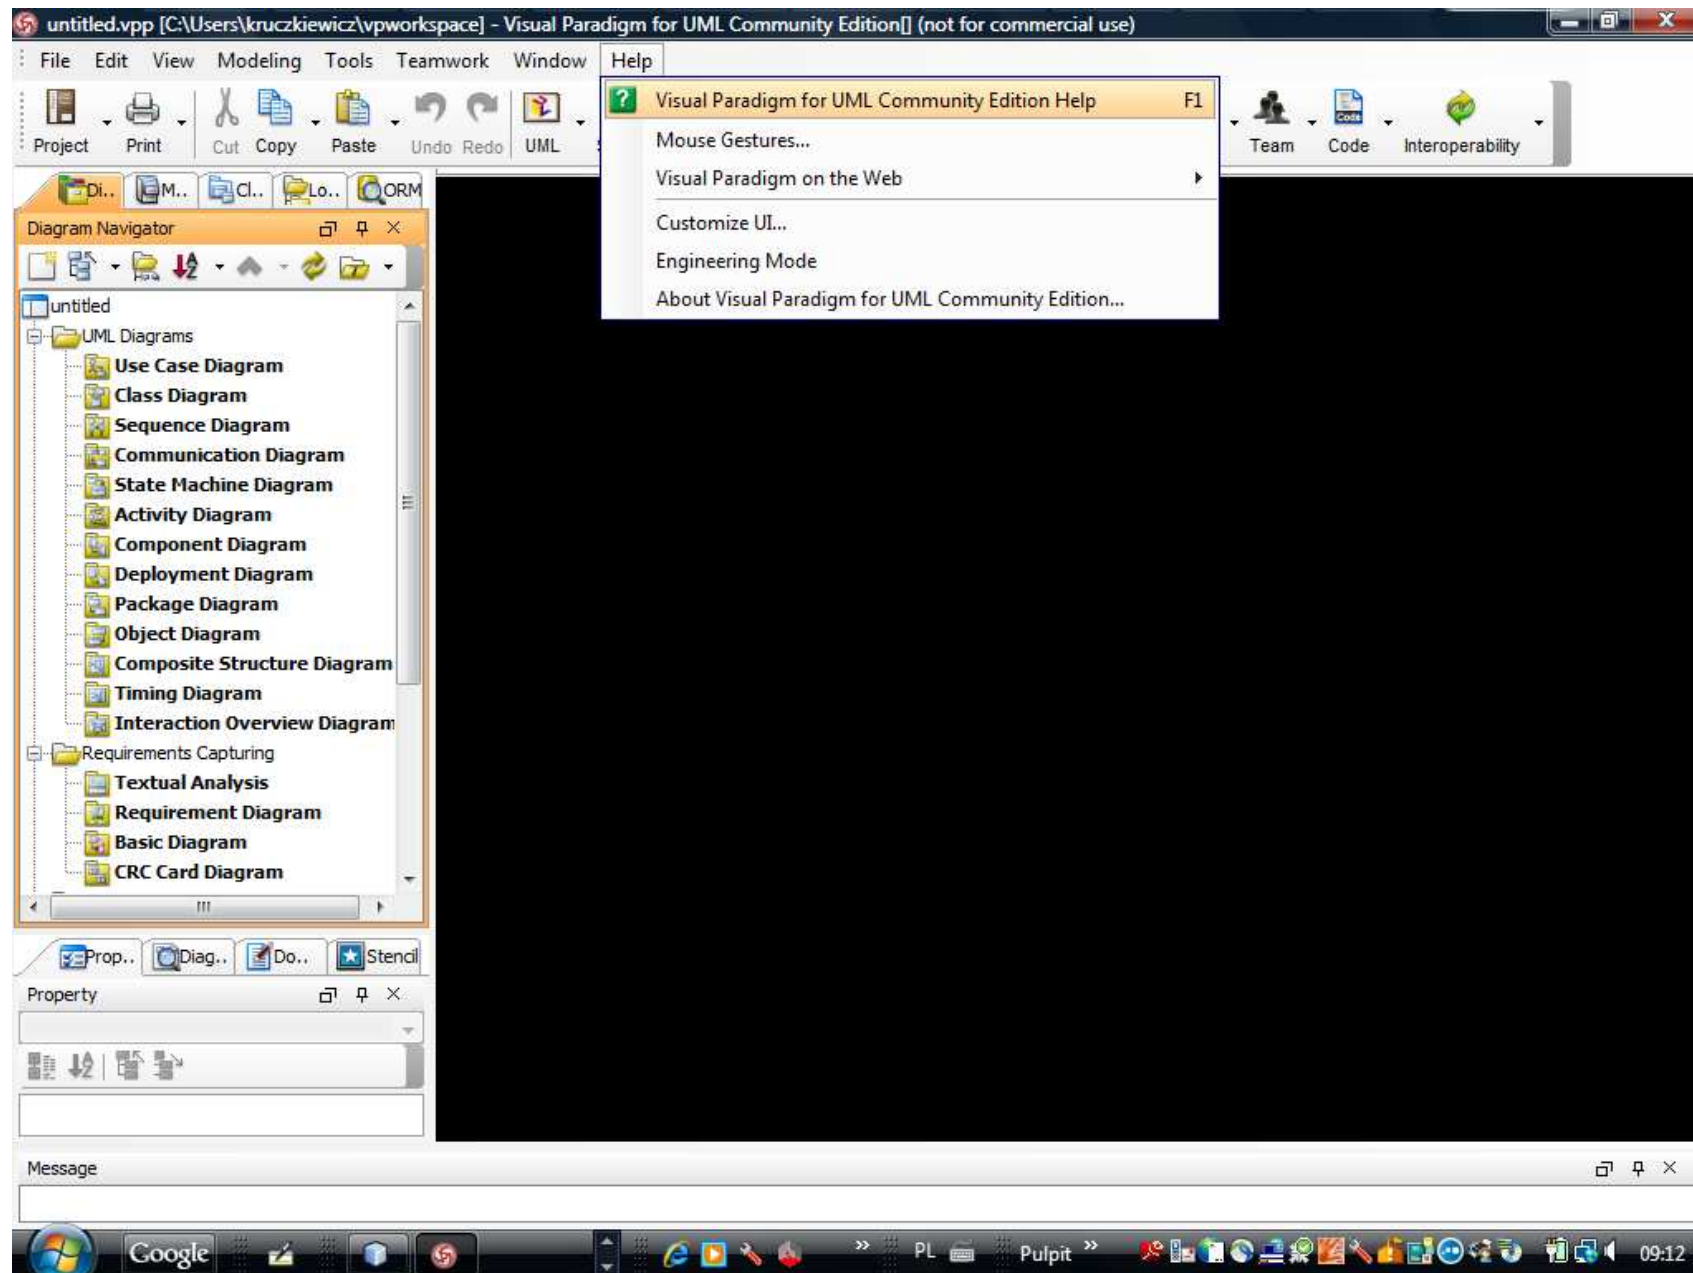 untitled.vpp [C:\Users\kruczkiewicz\vpworkspace] - Visual Paradigm for UML Community Edition[] (not for commercial use)
File Edit View Modeling Tools Teamwork Window Help
Project Print Cut Copy Paste Undo Redo UML Team Code Interoperability
Visual Paradigm for UML Community Edition Help F1
Mouse Gestures...
Visual Paradigm on the Web
Customize UI...
Engineering Mode
About Visual Paradigm for UML Community Edition...
Di.. M.. Cl.. Lo.. ORM
Diagram Navigator
untitled
UML Diagrams
Use Case Diagram
Class Diagram
Sequence Diagram
Communication Diagram
State Machine Diagram
Activity Diagram
Component Diagram
Deployment Diagram
Package Diagram
Object Diagram
Composite Structure Diagram
Timing Diagram
Interaction Overview Diagram
Requirements Capturing
Textual Analysis
Requirement Diagram
Basic Diagram
CRC Card Diagram
Prop.. Diag.. Do.. Stencil
Property
Message
Google PL Pulpit 09:12